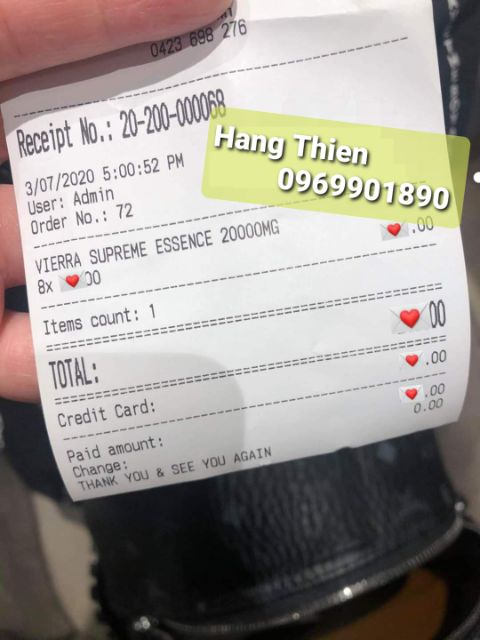 0423 698 276
Receipt No.: 20-200-000068
Hang Thien
0969901890
3/07/2020 5:00:52 PM
User: Admin
Order No.: 72
VIERRA SUPREME ESSENCE 20000MG
8x 00 .00
Items count: 1
TOTAL: 00
Credit Card: .00
Paid amount: .00
Change: 0.00
THANK YOU & SEE YOU AGAIN